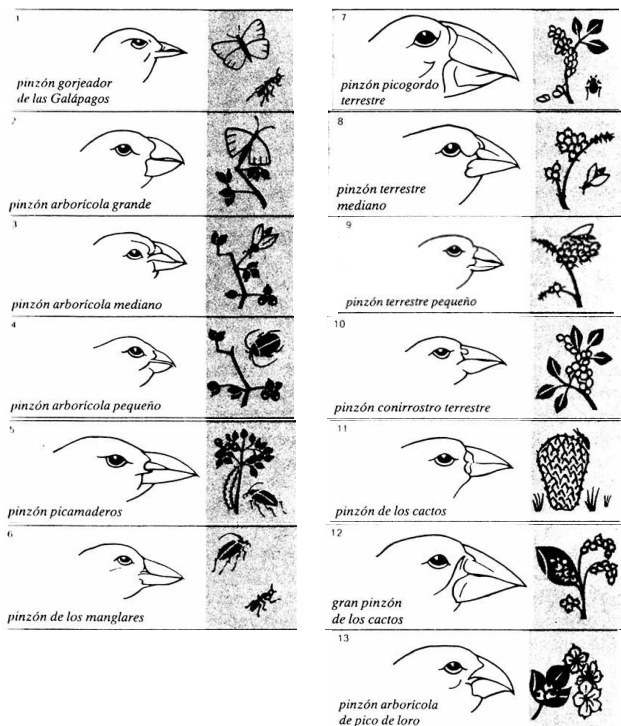 1
pinzón gorjeador
de las Galápagos
2
pinzón arborícola grande
3
pinzón arborícola mediano
4
pinzón arborícola pequeño
5
pinzón picamaderos
6
pinzón de los manglares
7
pinzón picogordo
terrestre
8
pinzón terrestre
mediano
9
pinzón terrestre pequeño
10
pinzón conirrostro terrestre
11
pinzón de los cactos
12
gran pinzón
de los cactos
13
pinzón arborícola
de pico de loro